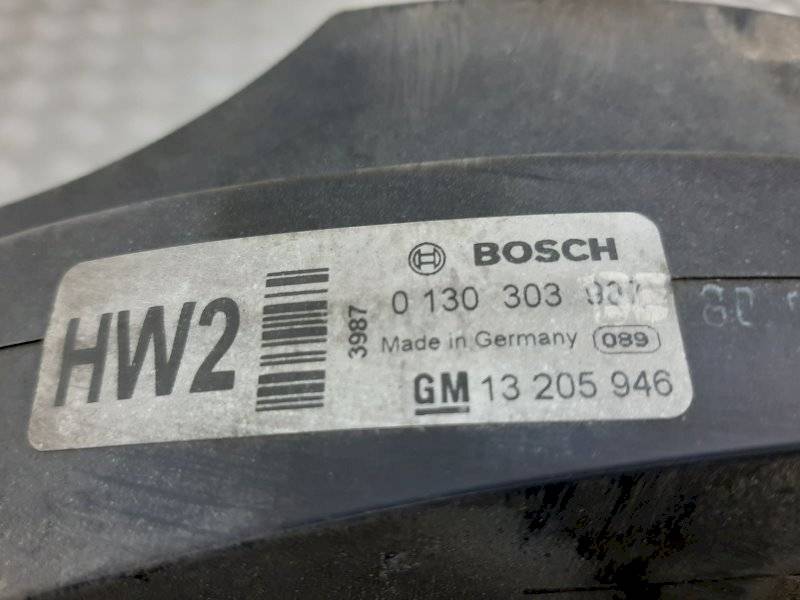 HW2
3987
BOSCH
0 130 303
Made in Germany 089
GM 13 205 946